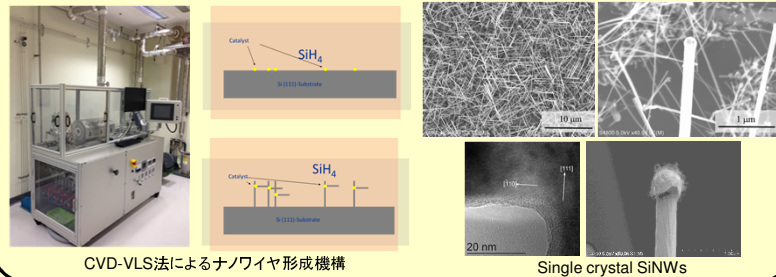 Catalyst
SiH4
Si (111)-Substrate
Catalyst
SiH4
Si (111)-Substrate
CVD-VLS法によるナノワイヤ形成機構
10 μm
1 μm
[110]
[111]
20 nm
Single crystal SiNWs